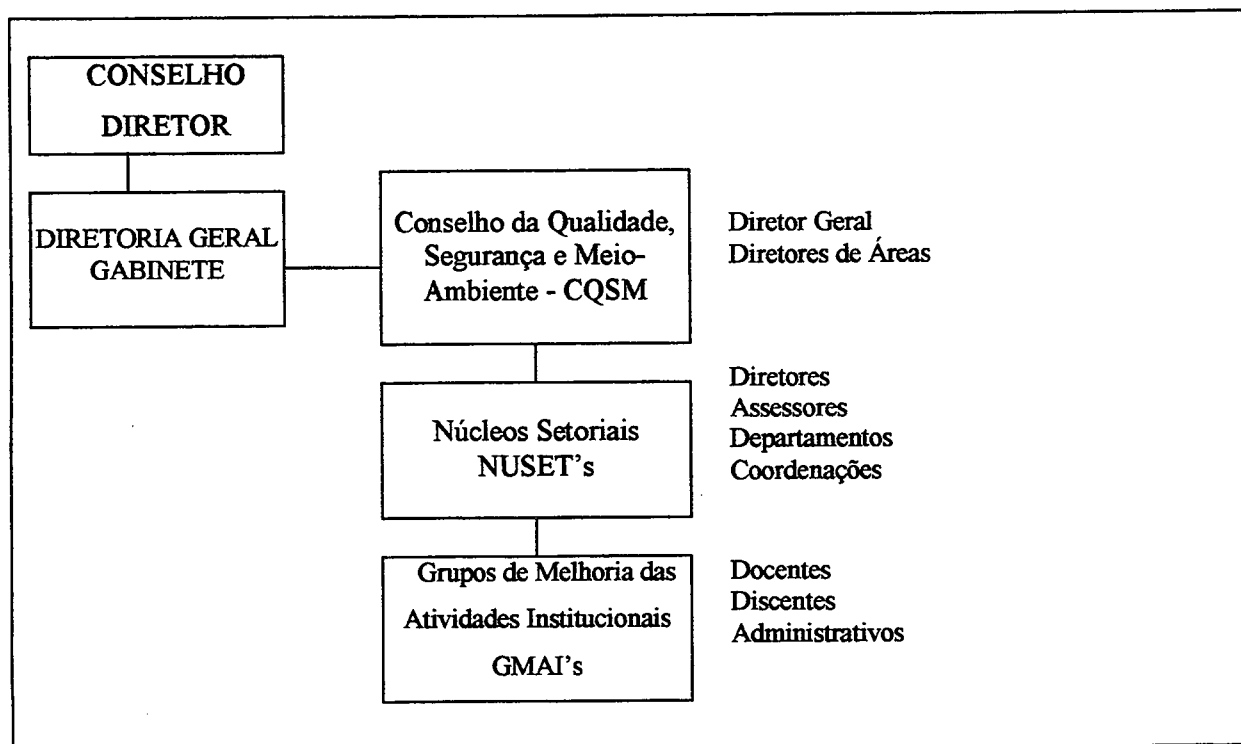 CONSELHO
DIRETOR
DIRETORIA GERAL
GABINETE
Conselho da Qualidade,
Segurança e Meio-
Ambiente - CQSM
Diretor Geral
Diretores de Áreas
Núcleos Setoriais
NUSET's
Diretores
Assessores
Departamentos
Coordenações
Grupos de Melhoria das
Atividades Institucionais
GMAI's
Docentes
Discentes
Administrativos